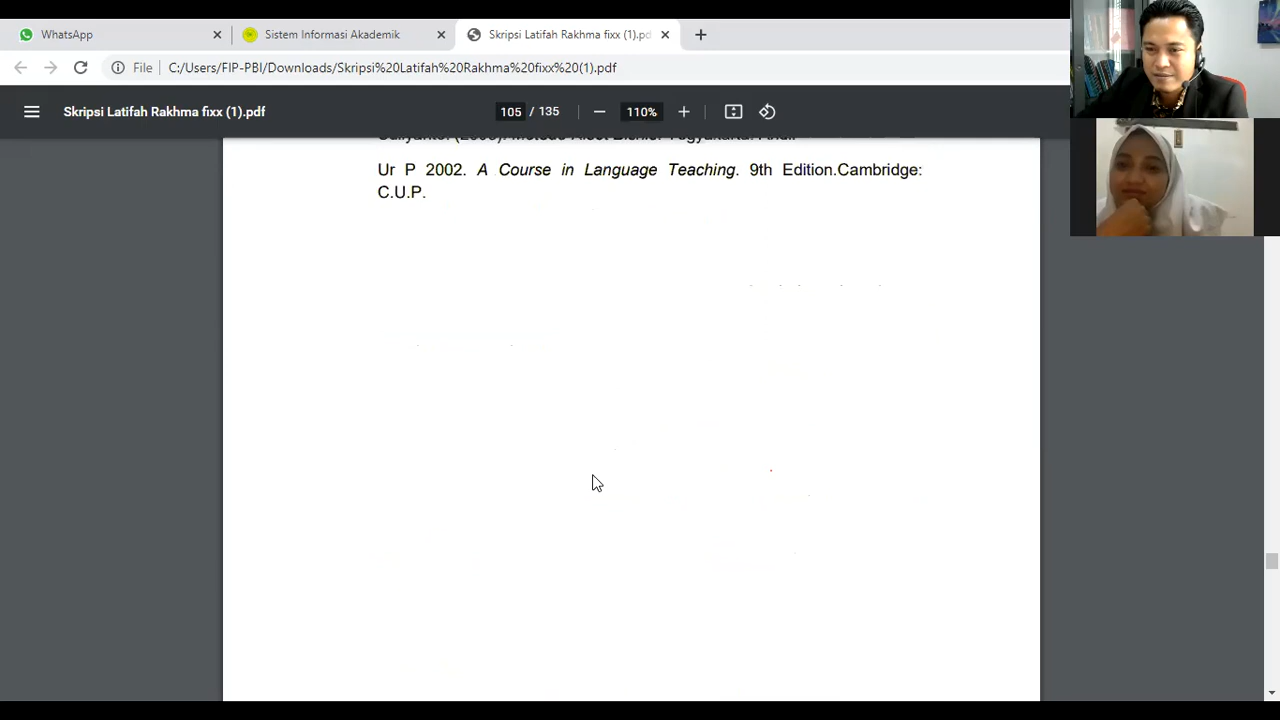 WhatsApp
Sistem Informasi Akademik
Skripsi Latifah Rakhma fixx (1).pd
File
C:/Users/FIP-PBI/Downloads/Skripsi%20Latifah%20Rakhma%20fixx%20(1).pdf
Skripsi Latifah Rakhma fixx (1).pdf
105 / 135
110%
Ur P 2002. A Course in Language Teaching. 9th Edition.Cambridge:
C.U.P.